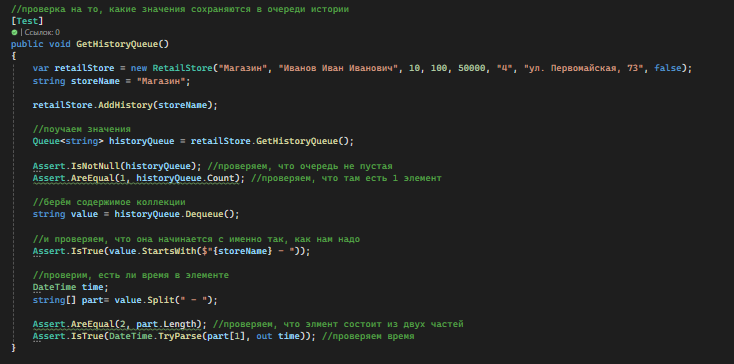 //проверка на то, какие значения сохраняются в очереди истории
[Test]
| Ссылок: 0
public void GetHistoryQueue()
{
var retailStore = new RetailStore("Магазин", "Иванов Иван Иванович", 10, 100, 50000, "4", "ул. Первомайская, 73", false);
string storeName = "Магазин";
retailStore.AddHistory(storeName);
//поучаем значения
Queue<string> historyQueue = retailStore.GetHistoryQueue();
Assert.IsNotNull(historyQueue); //проверяем, что очередь не пустая
Assert.AreEqual(1, historyQueue.Count); //проверяем, что там есть 1 элемент
//берём содержимое коллекции
string value = historyQueue.Dequeue();
//и проверяем, что она начинается с именно так, как нам надо
Assert.IsTrue(value.StartsWith($"{storeName} - "));
//проверим, есть ли время в элементе
DateTime time;
string[] part= value.Split(" - ");
Assert.AreEqual(2, part.Length); //проверяем, что элмент состоит из двух частей
Assert.IsTrue(DateTime.TryParse(part[1], out time)); //проверяем время
}